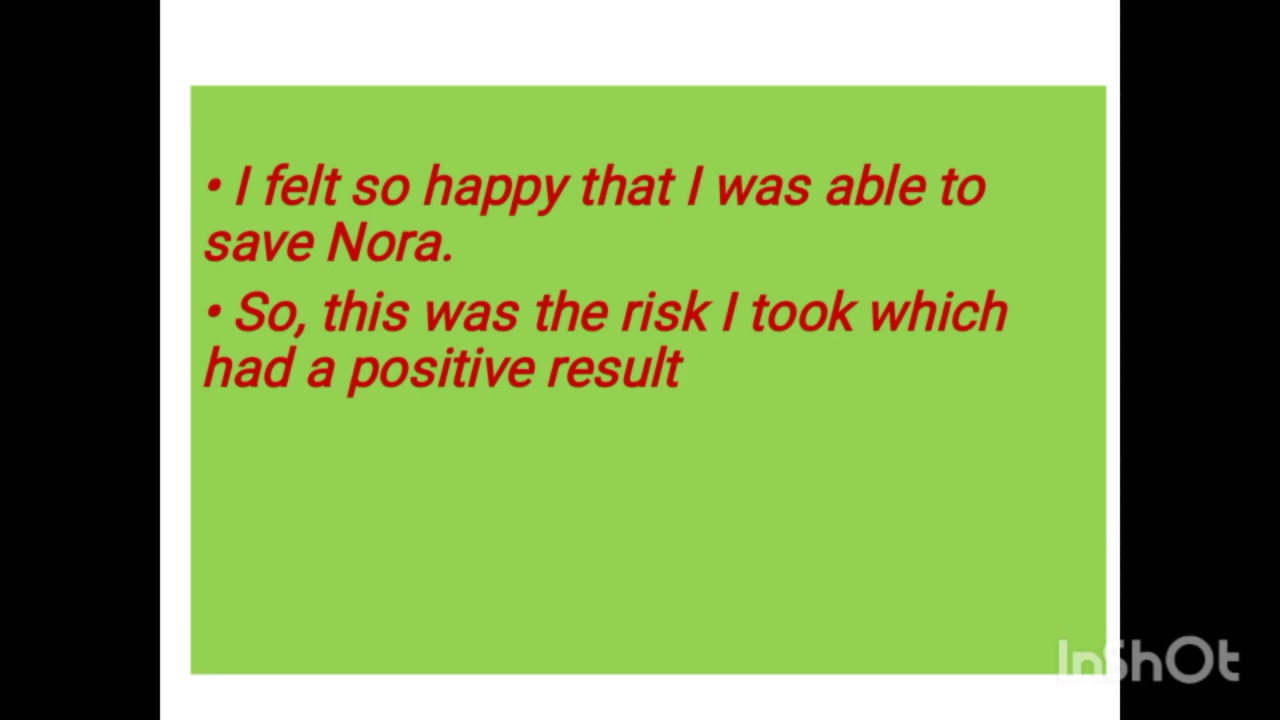 • I felt so happy that I was able to
save Nora.
• So, this was the risk I took which
had a positive result
InShOt